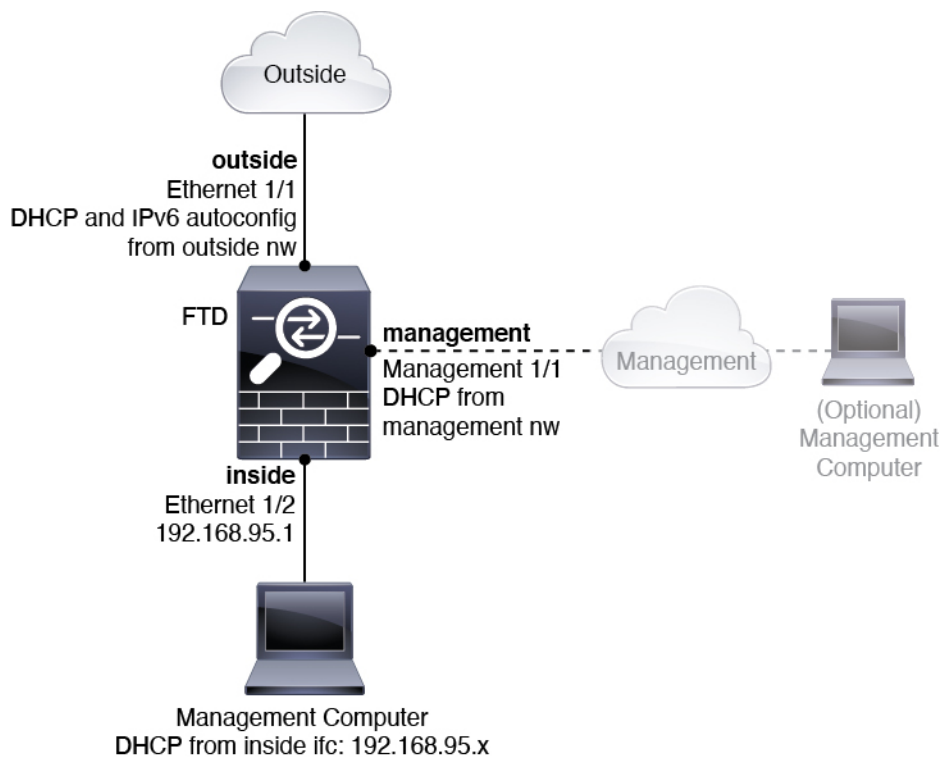 Outside
outside
Ethernet 1/1
DHCP and IPv6 autoconfig
from outside nw
FTD
management
Management 1/1
DHCP from
management nw
Management
(Optional)
Management
Computer
inside
Ethernet 1/2
192.168.95.1
Management Computer
DHCP from inside ifc: 192.168.95.x